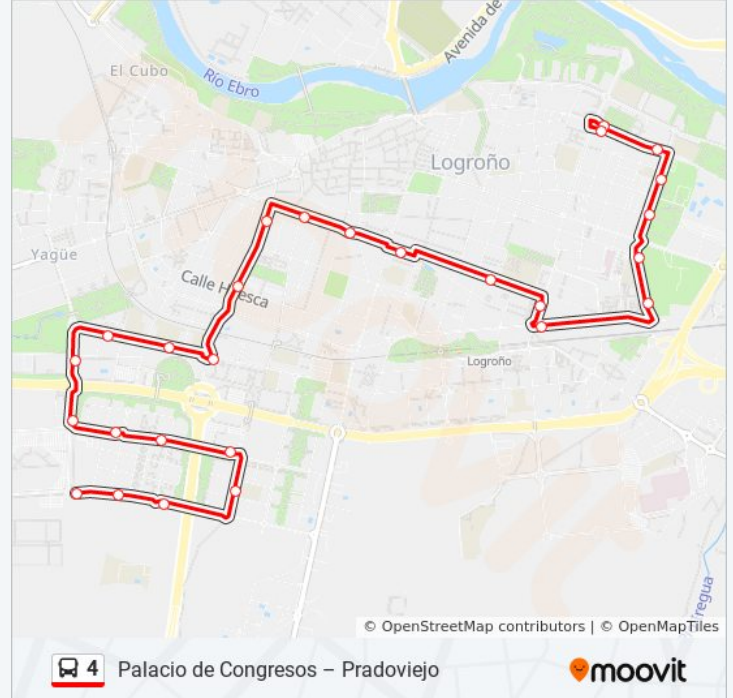 Avenida de
El Cubo
Río Ebro
Logroño
Yagüe
Calle Huesca
Logroño
regua
© OpenStreetMap contributors | © OpenMapTiles
4 Palacio de Congresos – Pradoviejo
moovit